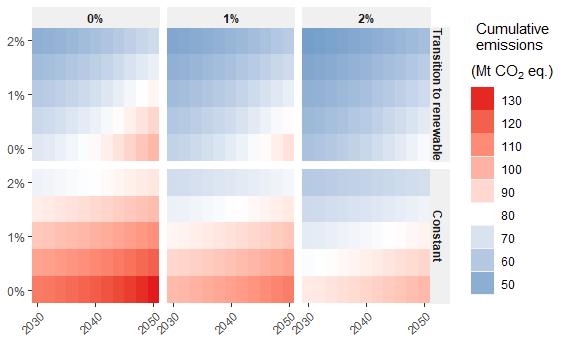 0% 1% 2%
Cumulative
emissions
(Mt CO₂ eq.)
2%
1%
0%
Transition to renewable
2%
1%
0%
Constant
130
120
110
100
90
80
70
60
50
2030 2040 2050 2030 2040 2050 2030 2040 2050